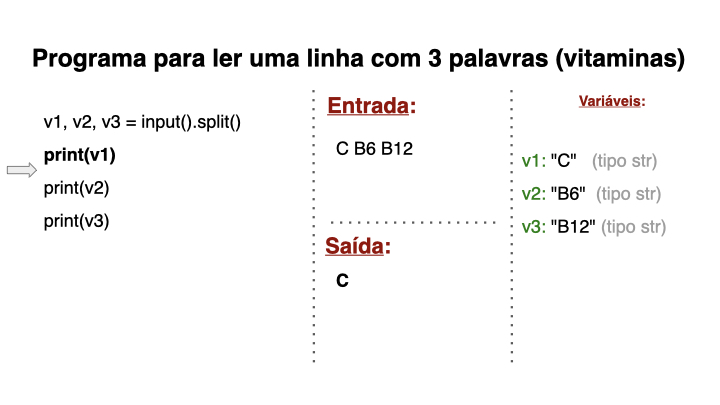 Programa para ler uma linha com 3 palavras (vitaminas)
v1, v2, v3 = input().split()
print(v1)
print(v2)
print(v3)
Entrada:
C B6 B12
Saída:
C
Variáveis:
v1: "C" (tipo str)
v2: "B6" (tipo str)
v3: "B12" (tipo str)